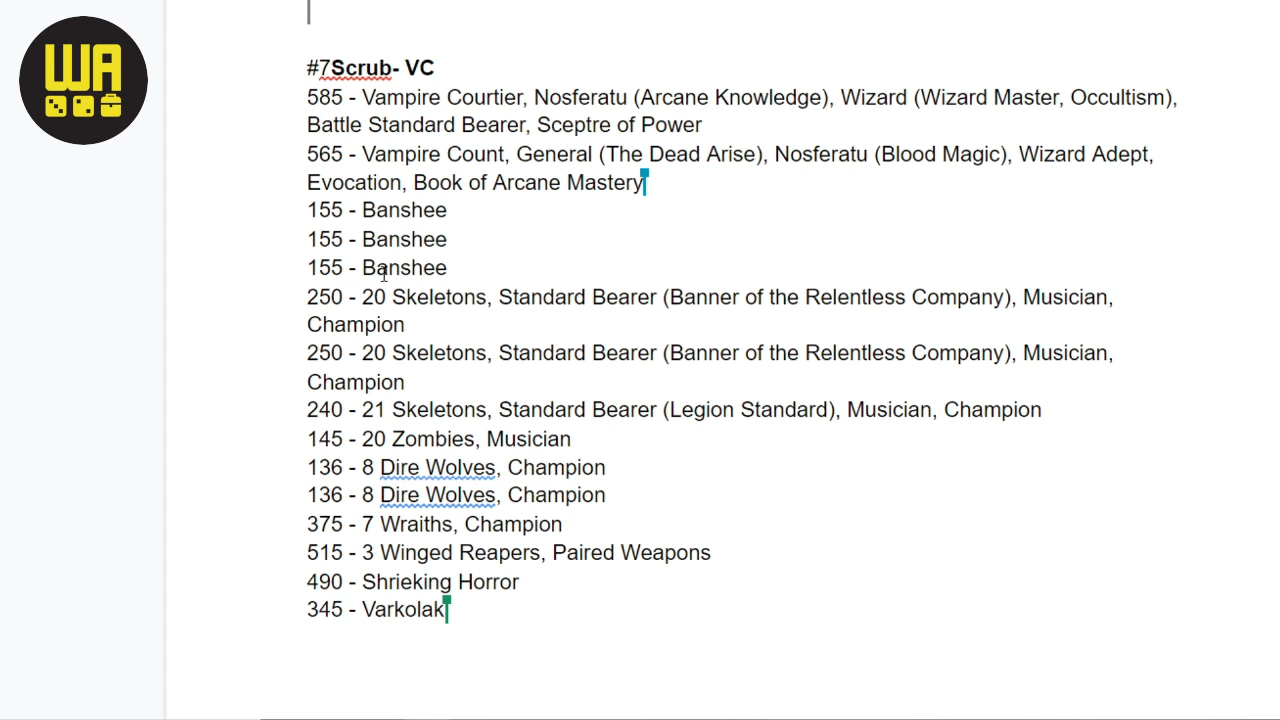 WA
#7Scrub- VC
585 - Vampire Courtier, Nosferatu (Arcane Knowledge), Wizard (Wizard Master, Occultism),
Battle Standard Bearer, Sceptre of Power
565 - Vampire Count, General (The Dead Arise), Nosferatu (Blood Magic), Wizard Adept,
Evocation, Book of Arcane Mastery
155 - Banshee
155 - Banshee
155 - Banshee
250 - 20 Skeletons, Standard Bearer (Banner of the Relentless Company), Musician,
Champion
250 - 20 Skeletons, Standard Bearer (Banner of the Relentless Company), Musician,
Champion
240 - 21 Skeletons, Standard Bearer (Legion Standard), Musician, Champion
145 - 20 Zombies, Musician
136 - 8 Dire Wolves, Champion
136 - 8 Dire Wolves, Champion
375 - 7 Wraiths, Champion
515 - 3 Winged Reapers, Paired Weapons
490 - Shrieking Horror
345 - Varkolak